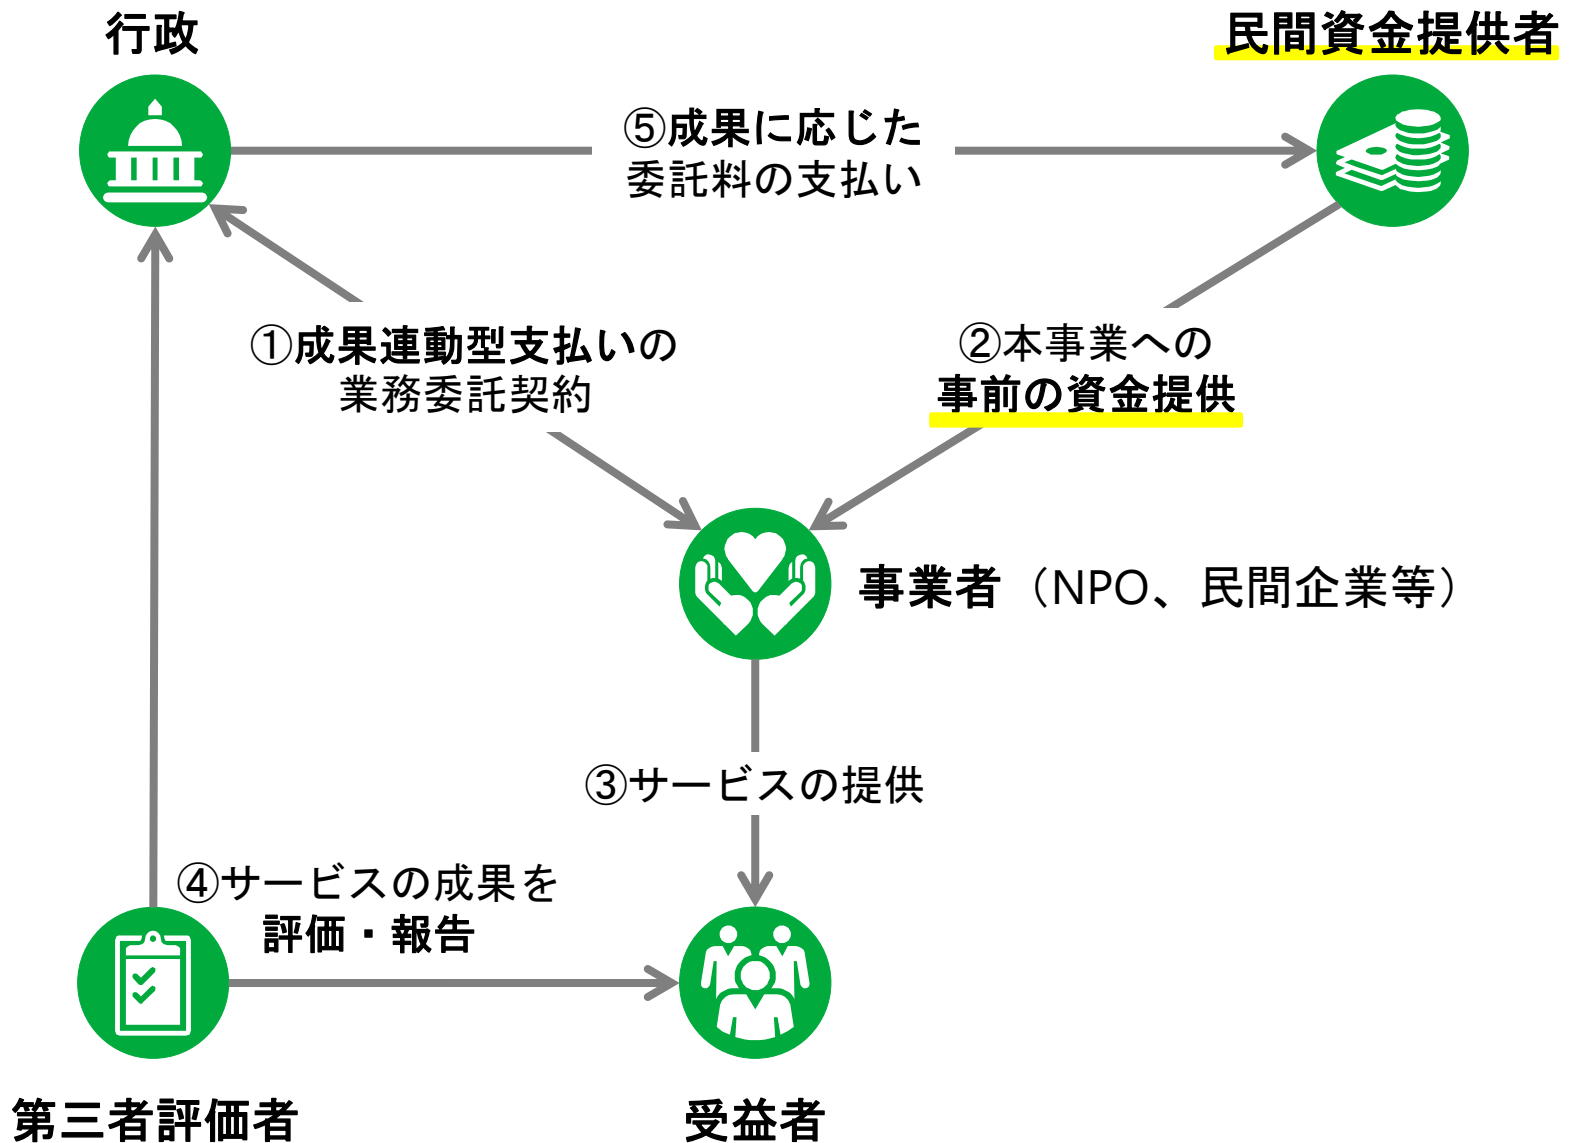 行政
民間資金提供者
⑤成果に応じた
委託料の支払い
①成果連動型支払いの
業務委託契約
②本事業への
事前の資金提供
事業者（NPO、民間企業等）
③サービスの提供
④サービスの成果を
評価・報告
第三者評価者
受益者